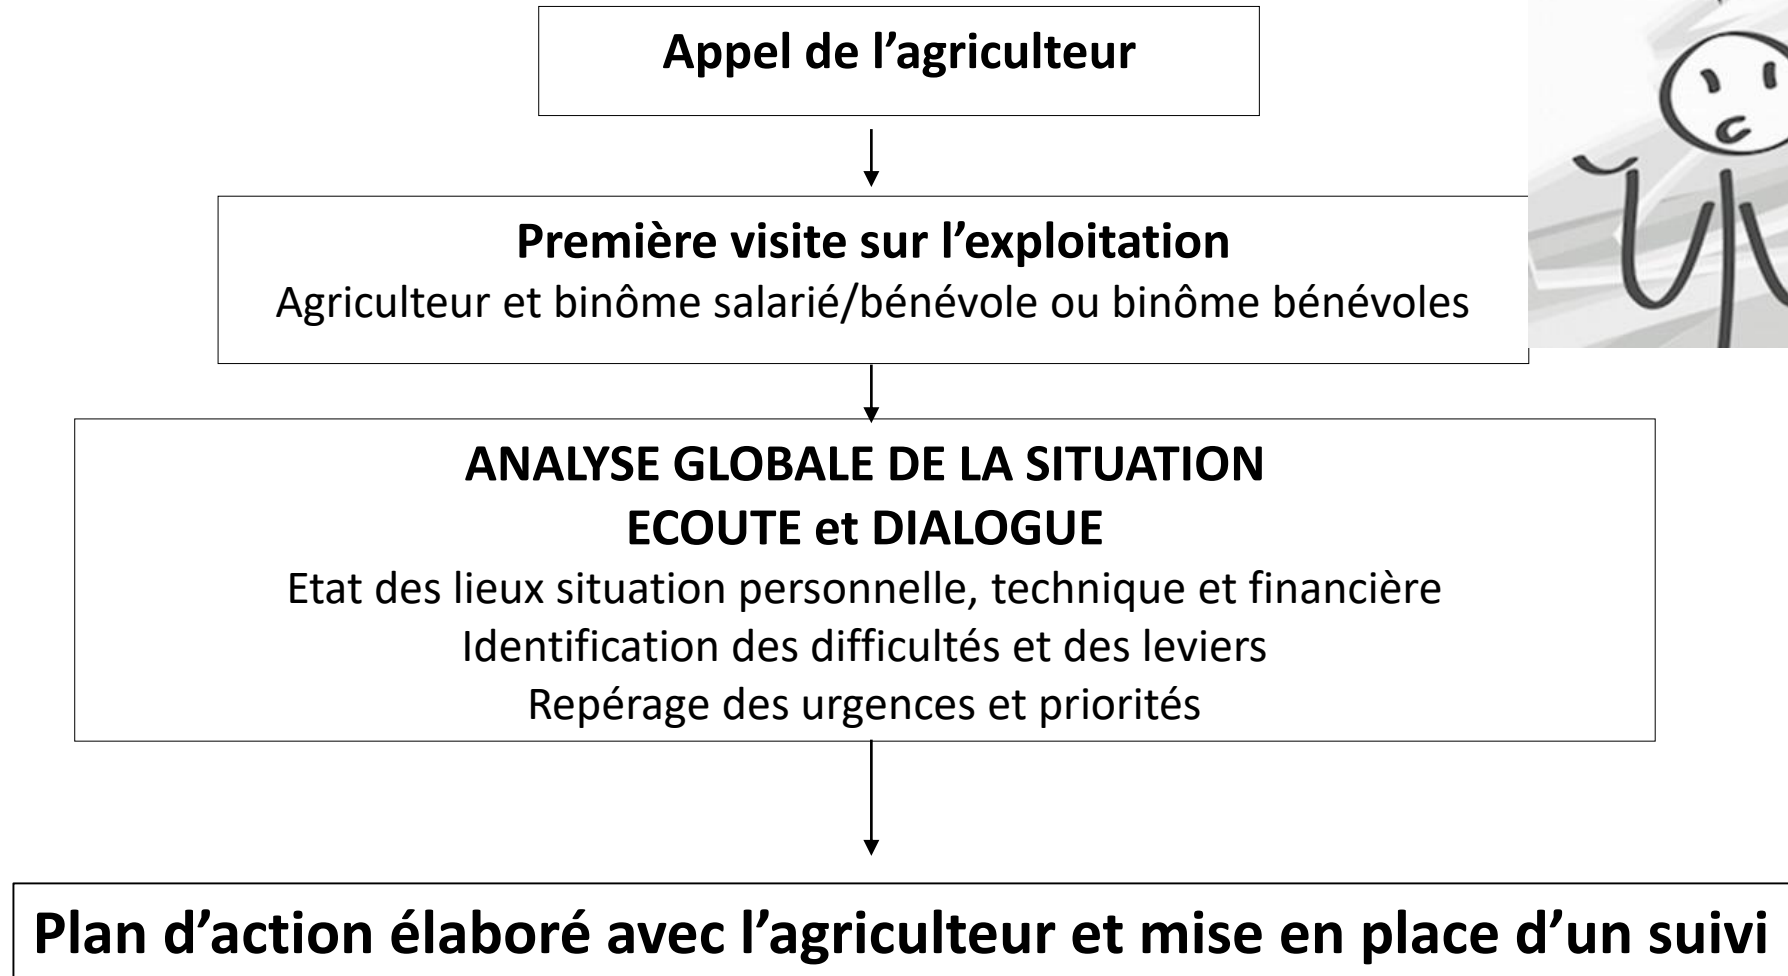 Appel de l’agriculteur
Première visite sur l’exploitation
Agriculteur et binôme salarié/bénévole ou binôme bénévoles
ANALYSE GLOBALE DE LA SITUATION
ECOUTE et DIALOGUE
Etat des lieux situation personnelle, technique et financière
Identification des difficultés et des leviers
Repérage des urgences et priorités
Plan d’action élaboré avec l’agriculteur et mise en place d’un suivi